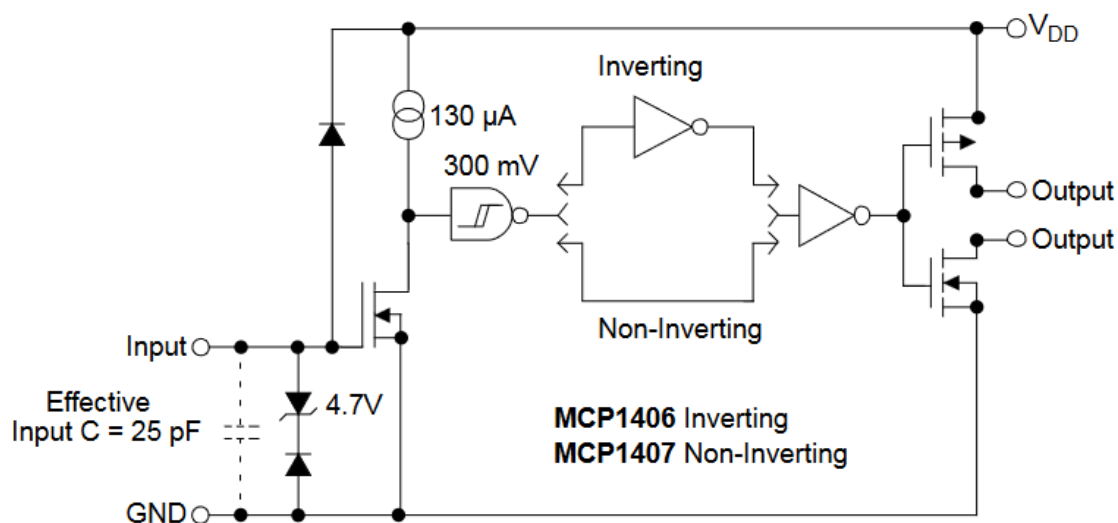 V_DD
Inverting
130 µA
300 mV
Output
Output
Non-Inverting
Input
4.7V
Effective
Input C = 25 pF
MCP1406 Inverting
MCP1407 Non-Inverting
GND